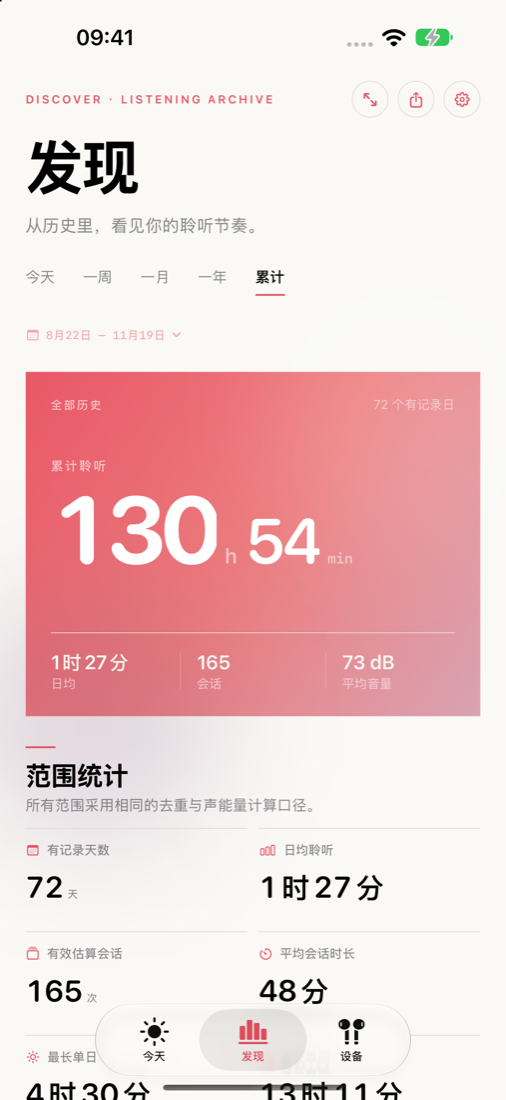 09:41
DISCOVER · LISTENING ARCHIVE
发现
从历史里，看见你的聆听节奏。
今天 一周 一月 一年 累计
8月22日 – 11月19日
全部历史 72 个有记录日
累计聆听
130 h 54 min
1时27分 165 73 dB
日均 会话 平均音量
范围统计
所有范围采用相同的去重与声能量计算口径。
有记录天数 日均聆听
72 天 1时27分
有效估算会话 平均会话时长
165 次 48分
最长单日
4时30分 13时11分
今天 发现 设备